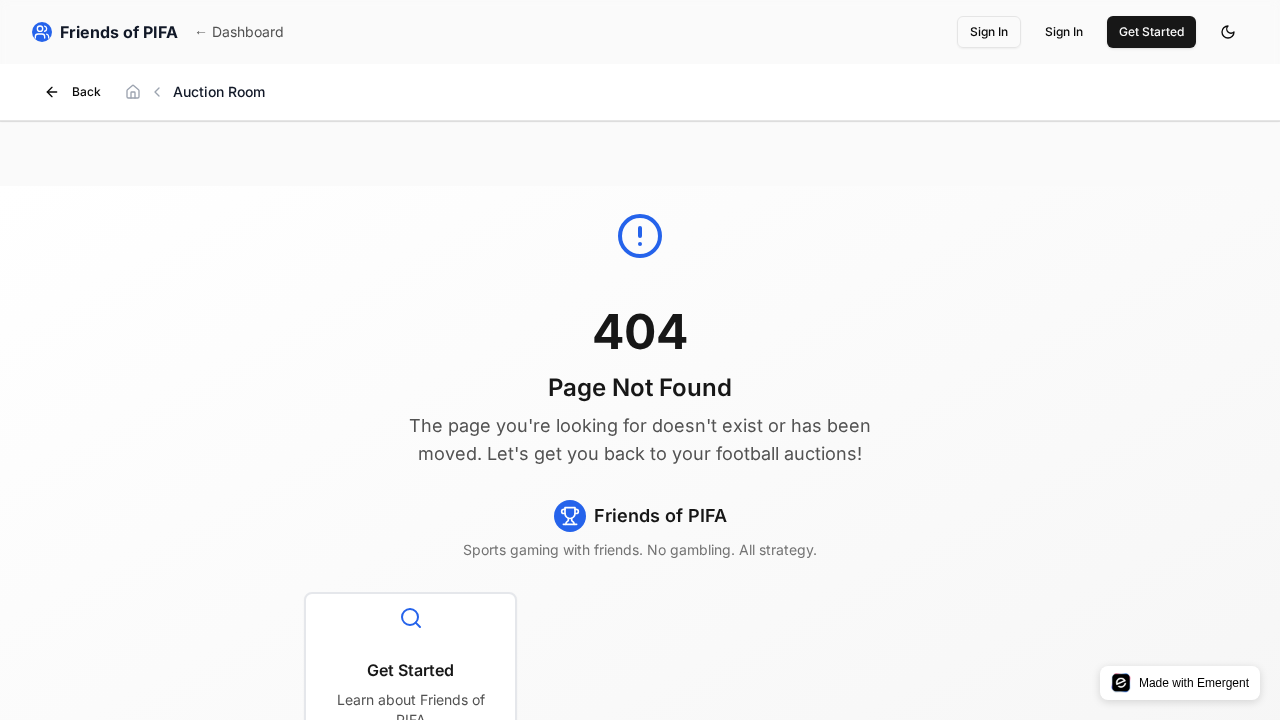 Friends of PIFA
← Dashboard
Sign In
Sign In
Get Started
Back
Auction Room
404
Page Not Found
The page you're looking for doesn't exist or has been
moved. Let's get you back to your football auctions!
Friends of PIFA
Sports gaming with friends. No gambling. All strategy.
Get Started
Learn about Friends of
PIFA
Made with Emergent